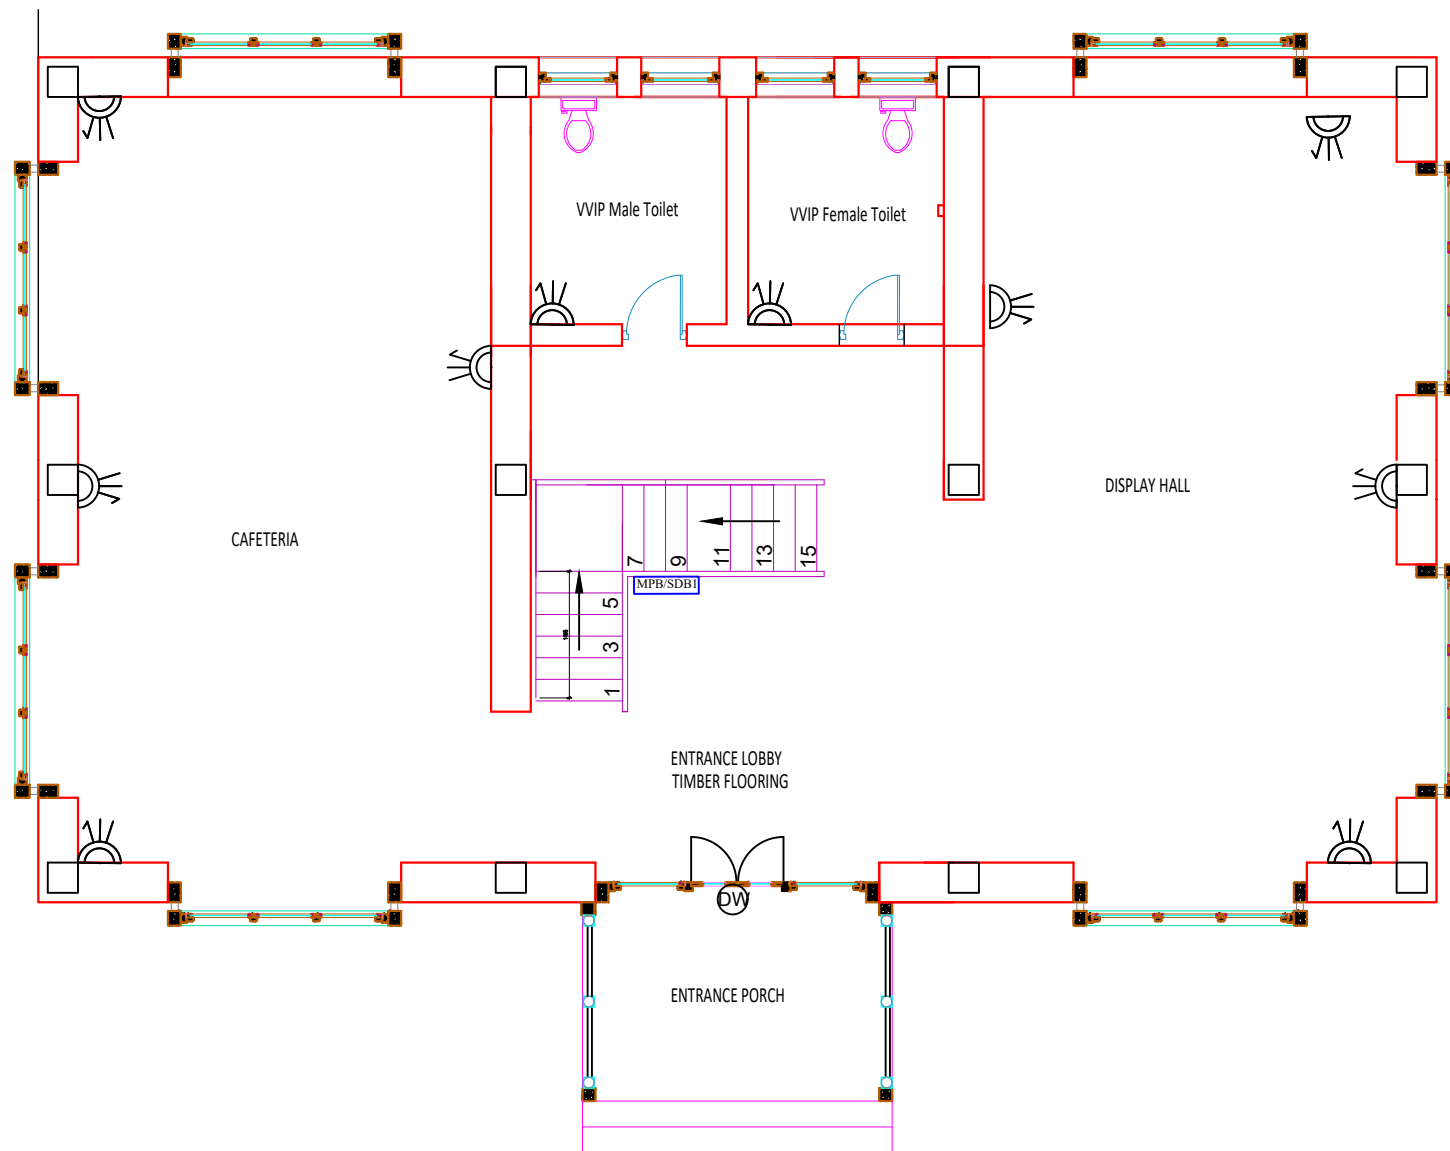 VVIP Male Toilet
VVIP Female Toilet
DISPLAY HALL
CAFETERIA
7
9
11
13
15
MPB/SDB1
5
3
1
ENTRANCE LOBBY
TIMBER FLOORING
DW
ENTRANCE PORCH